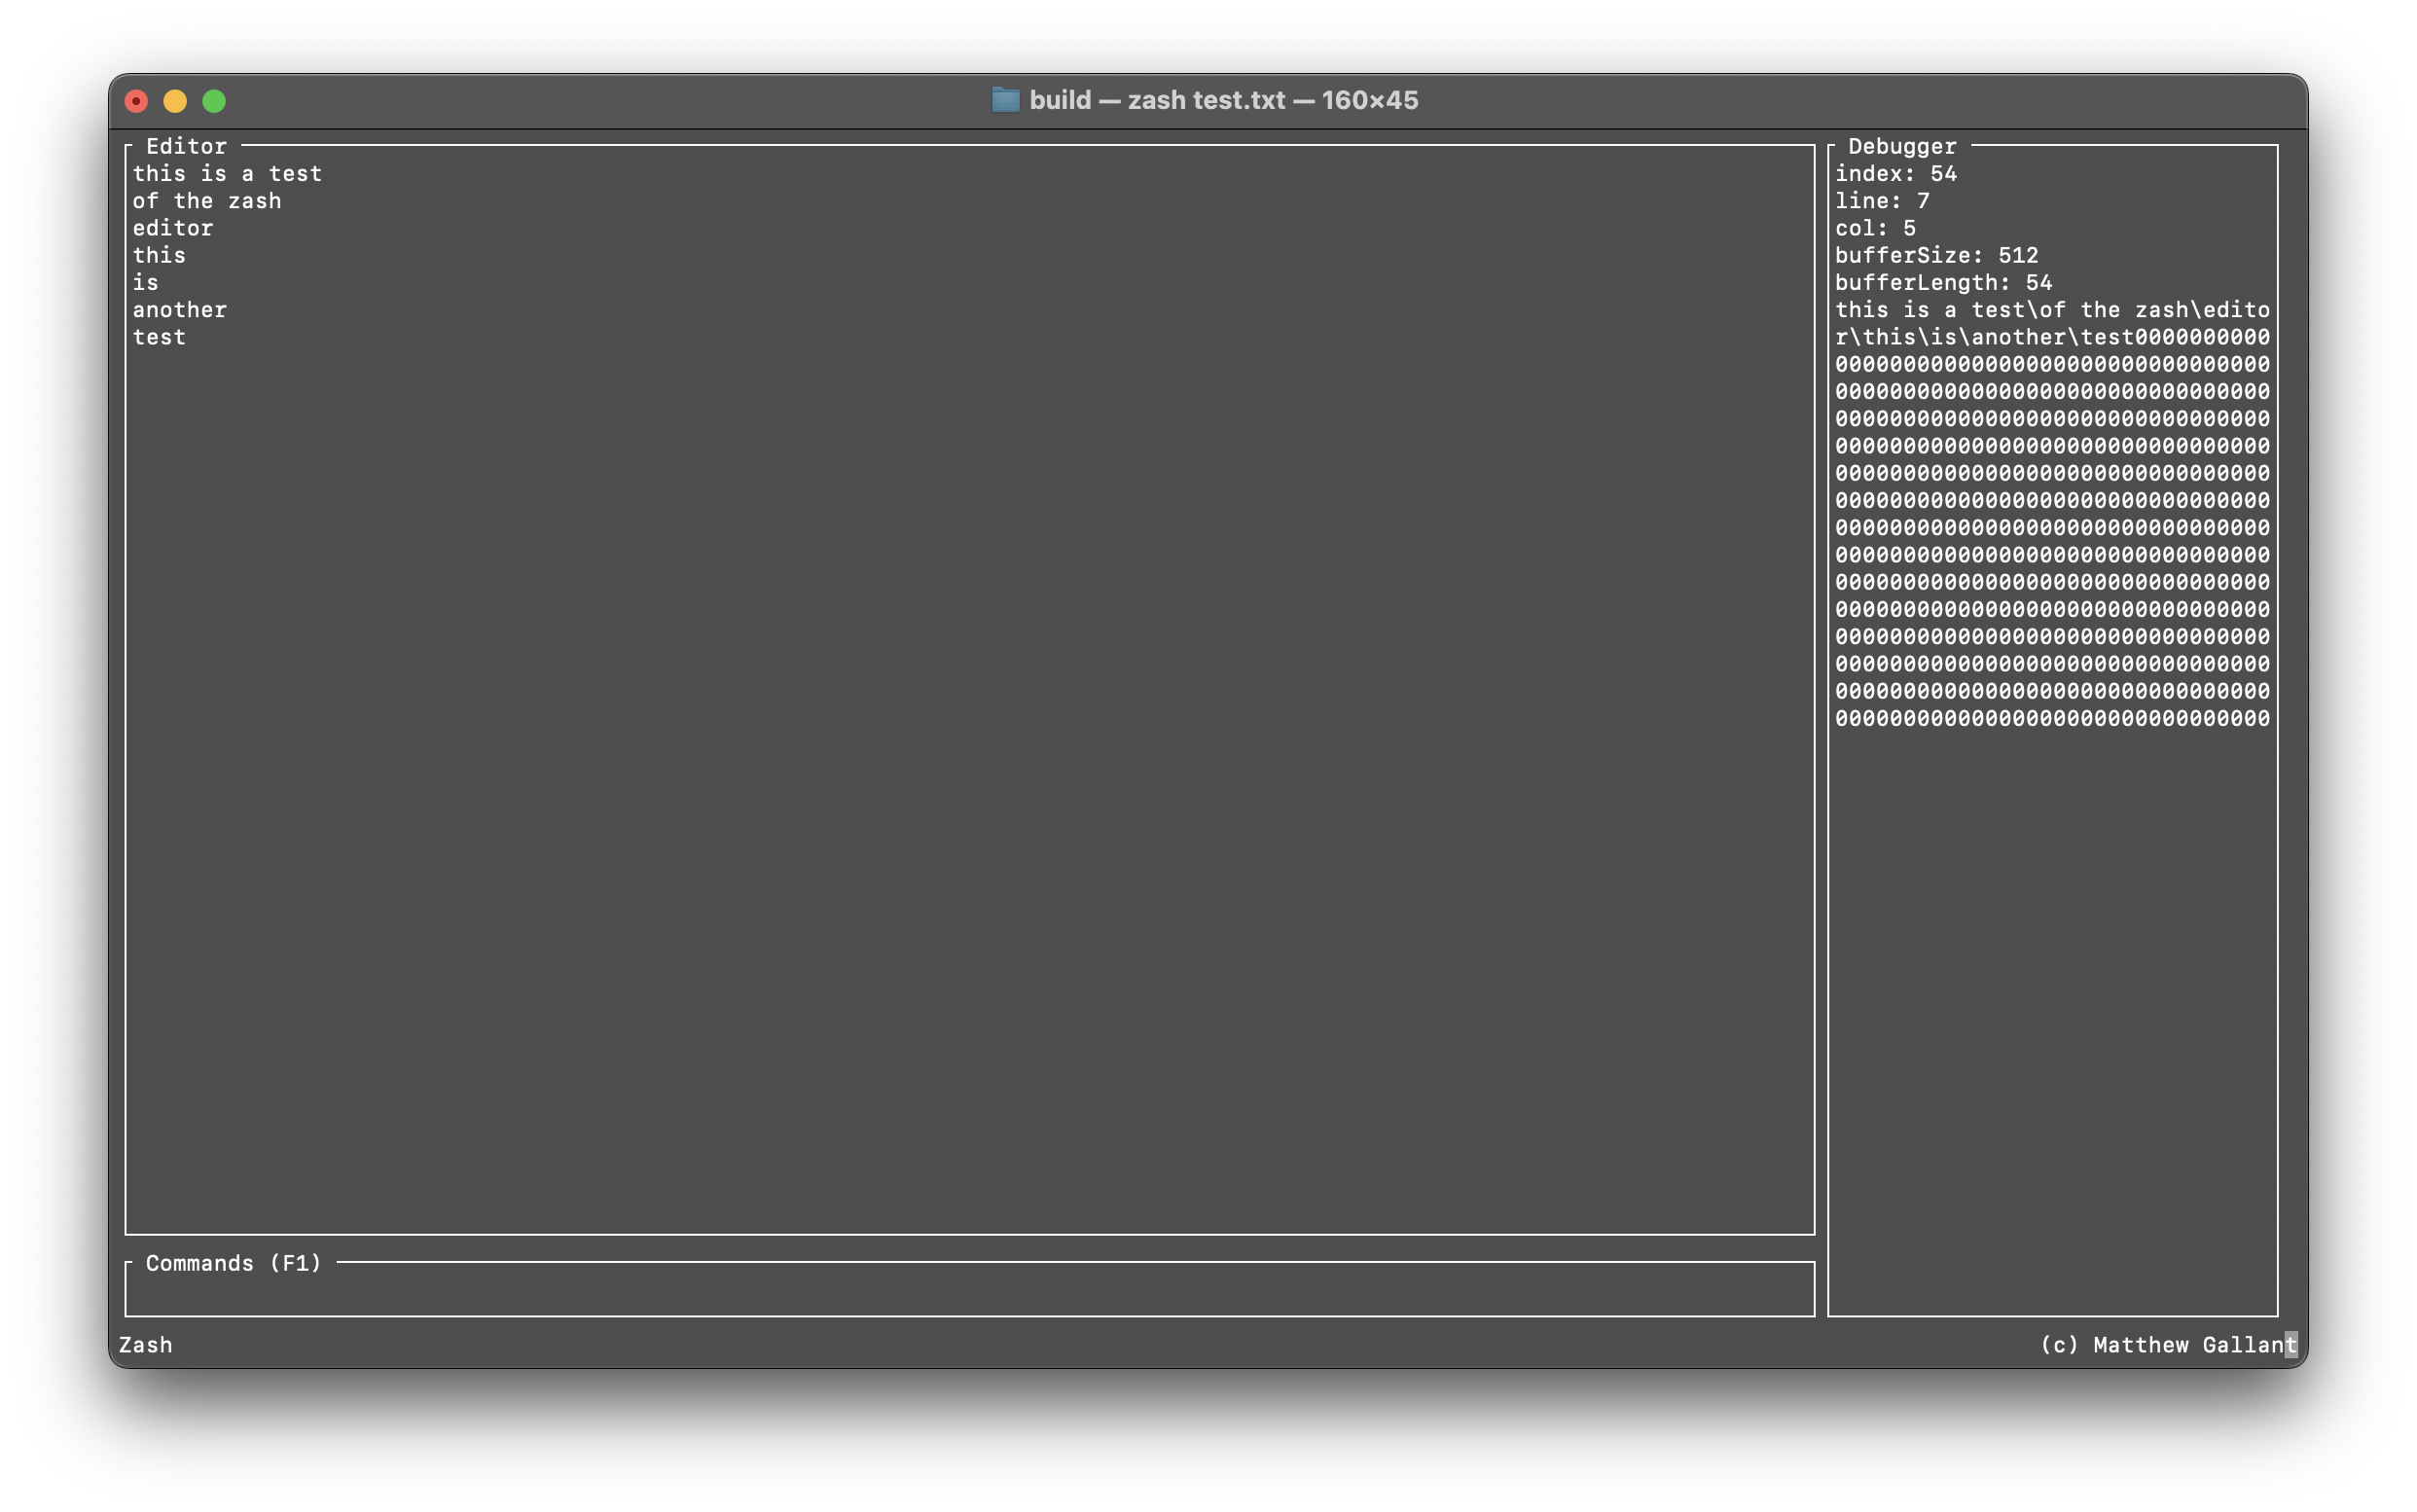 build — zash test.txt — 160×45
Editor
this is a test
of the zash
editor
this
is
another
test
Debugger
index: 54
line: 7
col: 5
bufferSize: 512
bufferLength: 54
this is a test\of the zash\edito
r\this\is\another\test0000000000
00000000000000000000000000000000
00000000000000000000000000000000
00000000000000000000000000000000
00000000000000000000000000000000
00000000000000000000000000000000
00000000000000000000000000000000
00000000000000000000000000000000
00000000000000000000000000000000
00000000000000000000000000000000
00000000000000000000000000000000
00000000000000000000000000000000
00000000000000000000000000000000
00000000000000000000000000000000
00000000000000000000000000000000
Commands (F1)
Zash
(c) Matthew Gallant